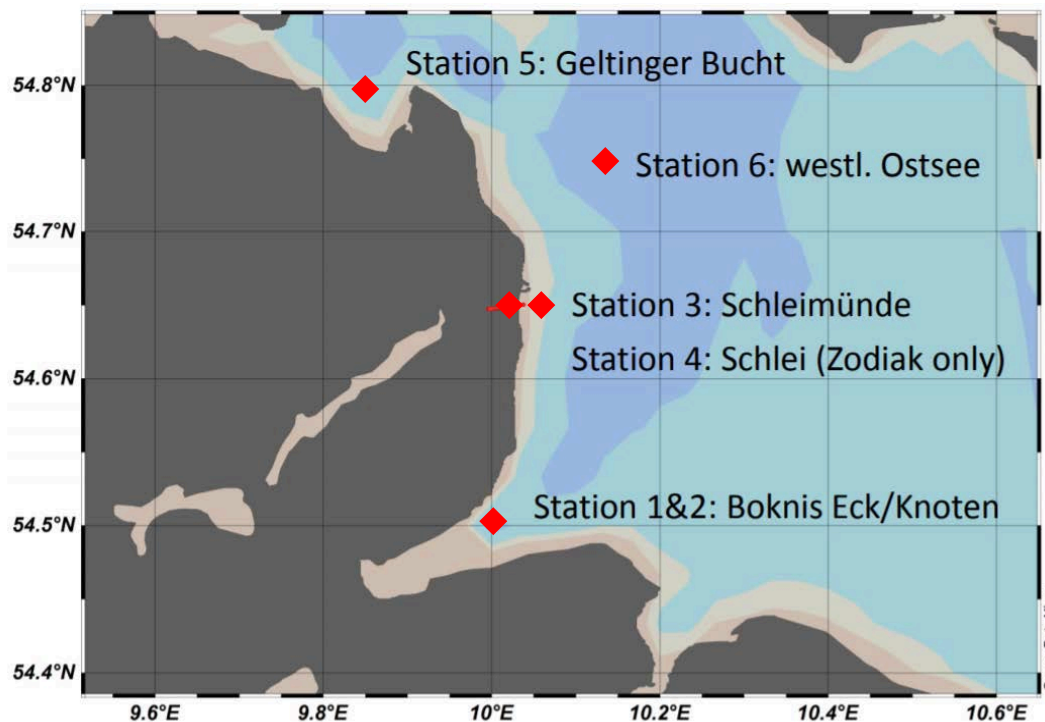 Station 5: Geltinger Bucht
54.8°N
Station 6: westl. Ostsee
54.7°N
Station 3: Schleimünde
Station 4: Schlei (Zodiak only)
54.6°N
Station 1&2: Boknis Eck/Knoten
54.5°N
54.4°N
9.6°E
9.8°E
10°E
10.2°E
10.4°E
10.6°E